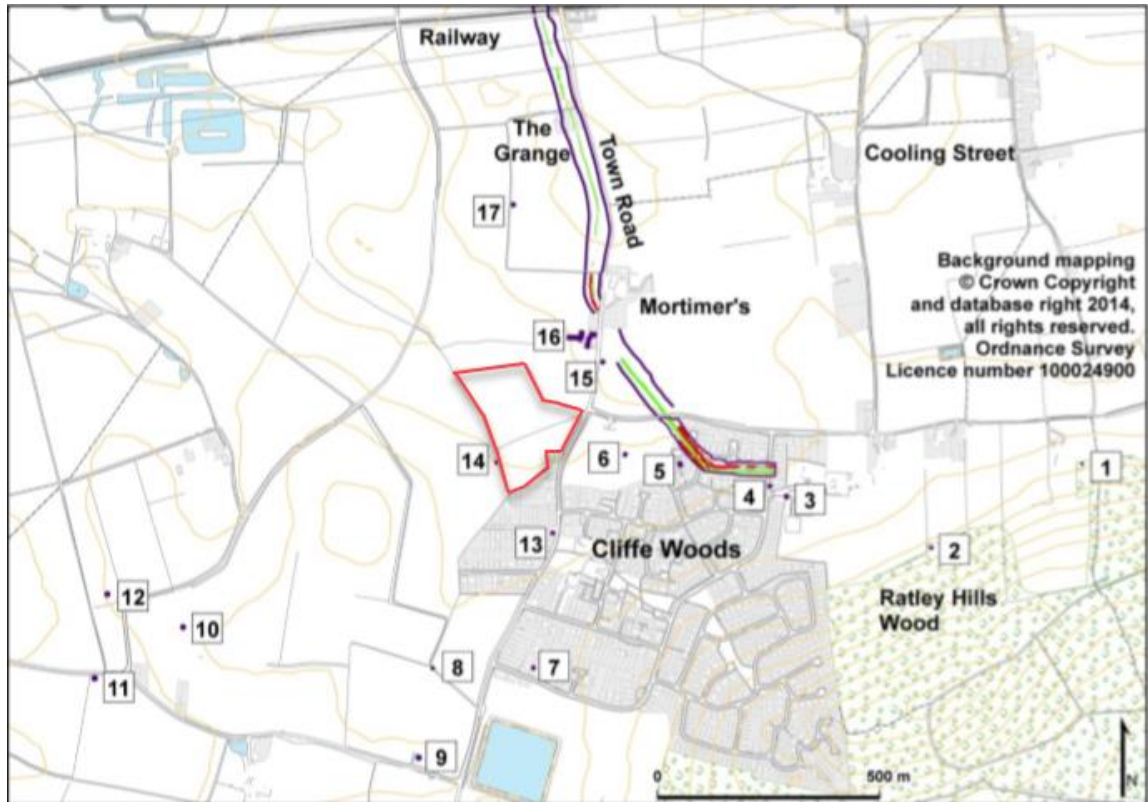 Railway
The
Grange
Town Road
Cooling Street
17
Background mapping
© Crown Copyright
and database right 2014,
all rights reserved.
Ordnance Survey
Licence number 100024900
Mortimer's
16
15
14
6
5
4
3
1
2
13
Cliffe Woods
Ratley Hills
Wood
12
10
11
8
7
9
0
500 m
N